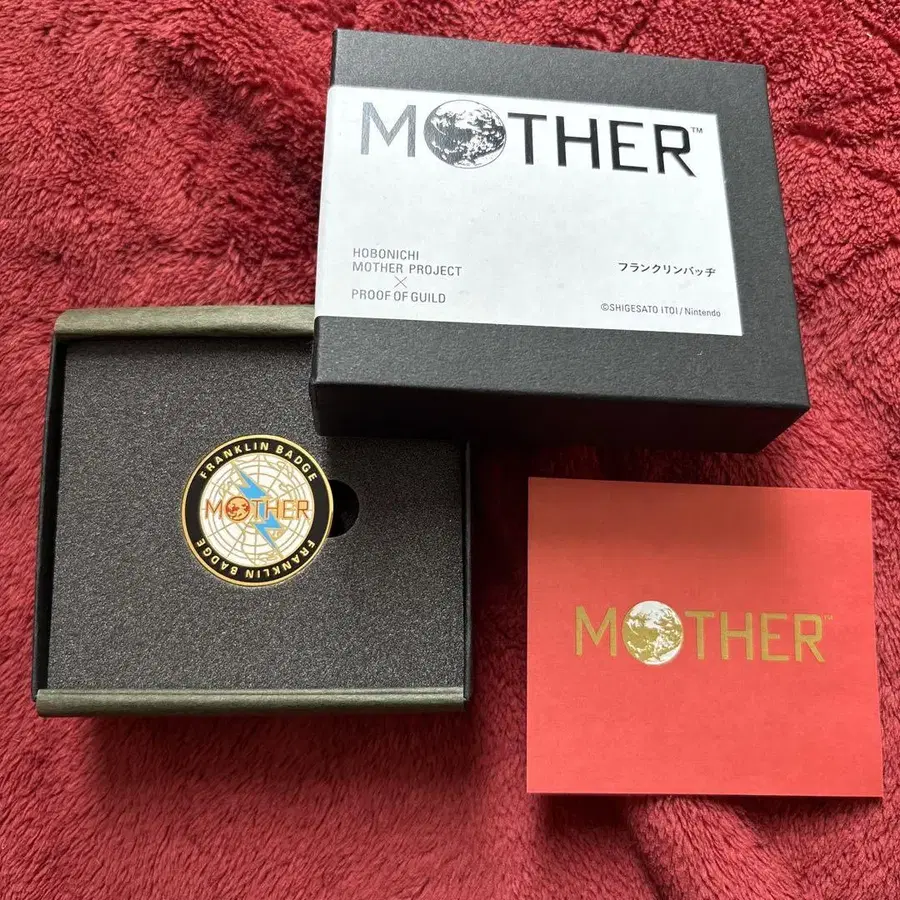 MOTHER™
HOBONICHI
MOTHER PROJECT
×
PROOF OF GUILD
フランクリンバッヂ
©SHIGESATO ITOI/Nintendo
FRANKLIN BADGE
MOTHER
FRANKLIN BADGE
MOTHER™